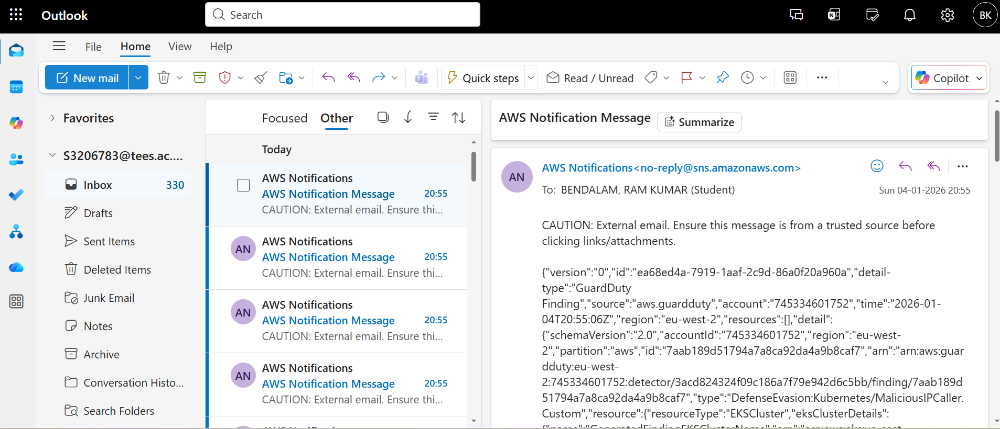 Outlook
Search
BK
File
Home
View
Help
New mail
Quick steps
Read / Unread
Copilot
Favorites
S3206783@tees.ac....
Inbox
330
Drafts
Sent Items
Deleted Items
Junk Email
Notes
Archive
Conversation Histo...
Search Folders
Focused
Other
Today
AWS Notifications
AWS Notification Message
20:55
CAUTION: External email. Ensure thi...
AN
AWS Notifications
AWS Notification Message
20:55
CAUTION: External email. Ensure thi...
AN
AWS Notifications
AWS Notification Message
20:55
CAUTION: External email. Ensure thi...
AN
AWS Notifications
AWS Notification Message
20:55
CAUTION: External email. Ensure thi...
AWS Notification Message
Summarize
AN
AWS Notifications<no-reply@sns.amazonaws.com>
To: BENDALAM, RAM KUMAR (Student)
Sun 04-01-2026 20:55
CAUTION: External email. Ensure this message is from a trusted source before
clicking links/attachments.
{"version":"0","id":"ea68ed4a-7919-1aaf-2c9d-86a0f20a960a","detail-
type":"GuardDuty
Finding","source":"aws.guardduty","account":"745334601752","time":"2026-01-
04T20:55:06Z","region":"eu-west-2","resources":[],"detail":
{"schemaVersion":"2.0","accountId":"745334601752","region":"eu-west-
2","partition":"aws","id":"7aab189d51794a7a8ca92da4a9b8caf7","arn":"arn:aws:guar
dduty:eu-west-
2:745334601752:detector/3acd824324f09c186a7f79e942d6c5bb/finding/7aab189d
51794a7a8ca92da4a9b8caf7","type":"DefenseEvasion:Kubernetes/MaliciousIPCaller.
Custom","resource":{"resourceType":"EKSCluster","eksClusterDetails":